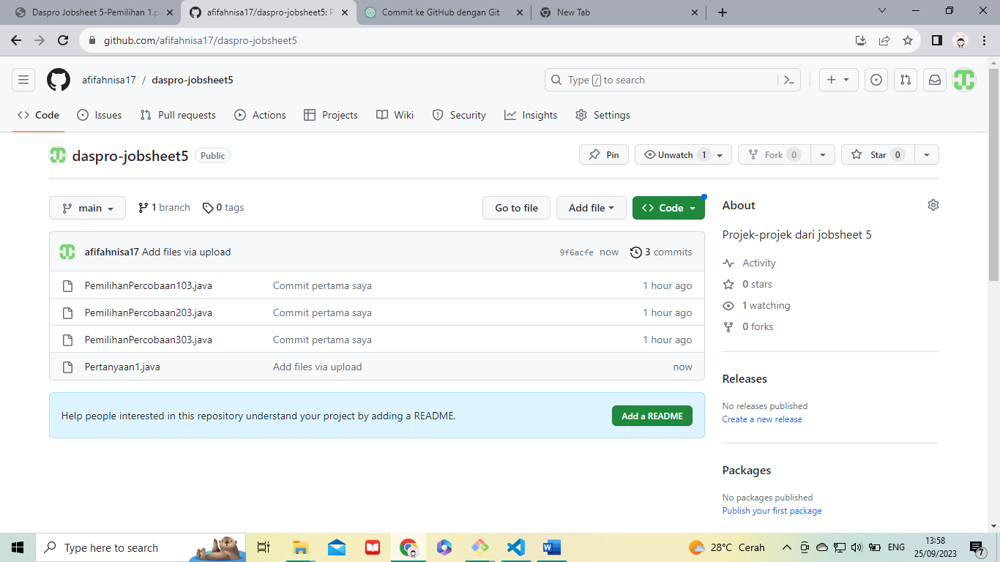 Daspro Jobsheet 5-Pemilihan 1.p
afifahnisa17/daspro-jobsheet5: P
Commit ke GitHub dengan Git
New Tab
github.com/afifahnisa17/daspro-jobsheet5
afifahnisa17 / daspro-jobsheet5
Type / to search
Code Issues Pull requests Actions Projects Wiki Security Insights Settings
daspro-jobsheet5 Public
Pin Unwatch 1 Fork 0 Star 0
main 1 branch 0 tags
Go to file Add file Code
afifahnisa17 Add files via upload 9f6acfe now 3 commits
PemilihanPercobaan103.java Commit pertama saya 1 hour ago
PemilihanPercobaan203.java Commit pertama saya 1 hour ago
PemilihanPercobaan303.java Commit pertama saya 1 hour ago
Pertanyaan1.java Add files via upload now
Help people interested in this repository understand your project by adding a README. Add a README
About
Projek-projek dari jobsheet 5
Activity
0 stars
1 watching
0 forks
Releases
No releases published
Create a new release
Packages
No packages published
Publish your first package
Type here to search
28°C Cerah
ENG
13:58
25/09/2023
7